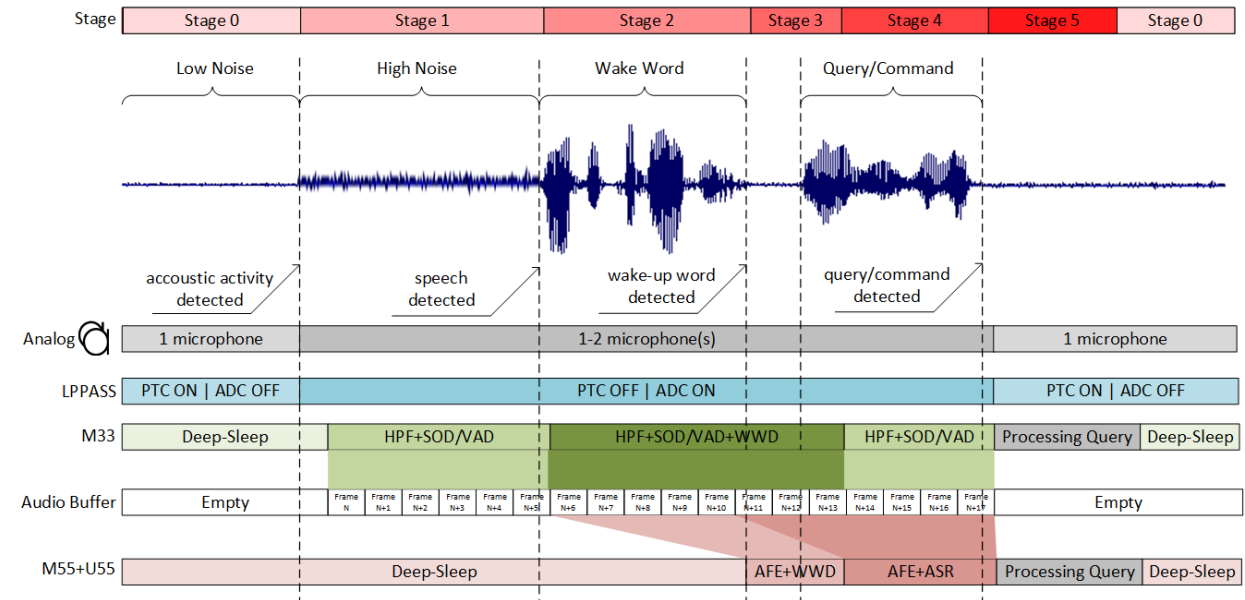 Stage
Stage 0
Stage 1
Stage 2
Stage 3
Stage 4
Stage 5
Stage 0
Low Noise
High Noise
Wake Word
Query/Command
accoustic activity
detected
speech
detected
wake-up word
detected
query/command
detected
Analog
1 microphone
1-2 microphone(s)
1 microphone
LPPASS
PTC ON | ADC OFF
PTC OFF | ADC ON
PTC ON | ADC OFF
M33
Deep-Sleep
HPF+SOD/VAD
HPF+SOD/VAD+WWD
HPF+SOD/VAD
Processing Query
Deep-Sleep
Audio Buffer
Empty
Frame
N
Frame
N+1
Frame
N+2
Frame
N+3
Frame
N+4
Frame
N+5
Frame
N+6
Frame
N+7
Frame
N+8
Frame
N+9
Frame
N+10
Frame
N+11
Frame
N+12
Frame
N+13
Frame
N+14
Frame
N+15
Frame
N+16
Frame
N+17
Empty
M55+U55
Deep-Sleep
AFE+WWD
AFE+ASR
Processing Query
Deep-Sleep